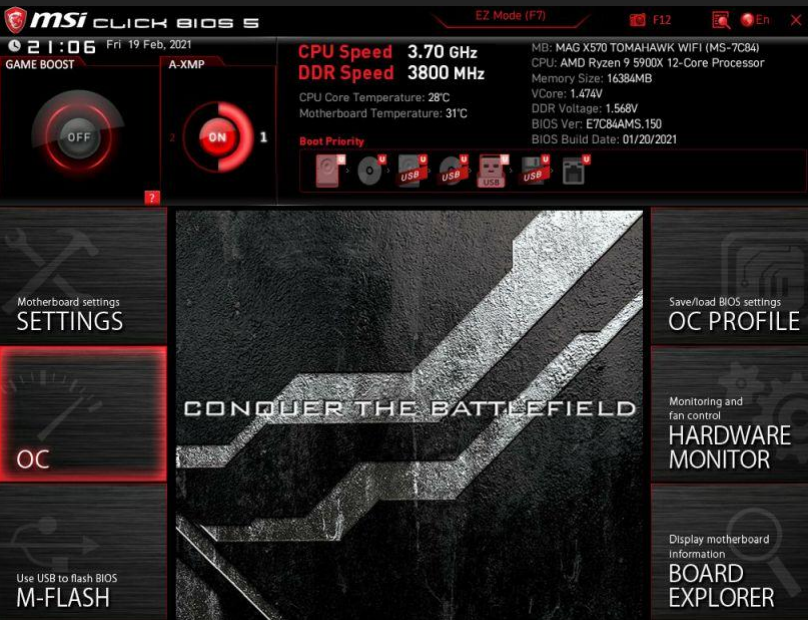 msi CLICK BIOS 5
EZ Mode (F7)
F12
En
X
21:06 Fri 19 Feb, 2021
GAME BOOST
A-XMP
OFF
2
ON
1
?
CPU Speed 3.70 GHz
DDR Speed 3800 MHz
CPU Core Temperature: 28°C
Motherboard Temperature: 31°C
MB: MAG X570 TOMAHAWK WIFI (MS-7C84)
CPU: AMD Ryzen 9 5900X 12-Core Processor
Memory Size: 16384MB
VCore: 1.474V
DDR Voltage: 1.568V
BIOS Ver: E7C84AMS.150
BIOS Build Date: 01/20/2021
Boot Priority
U
U
USB
U
USB
U
USB
USB
U
U
Motherboard settings
SETTINGS
OC
Use USB to flash BIOS
M-FLASH
CONQUER THE BATTLEFIELD
Save/load BIOS settings
OC PROFILE
Monitoring and
fan control
HARDWARE
MONITOR
Display motherboard
information
BOARD
EXPLORER